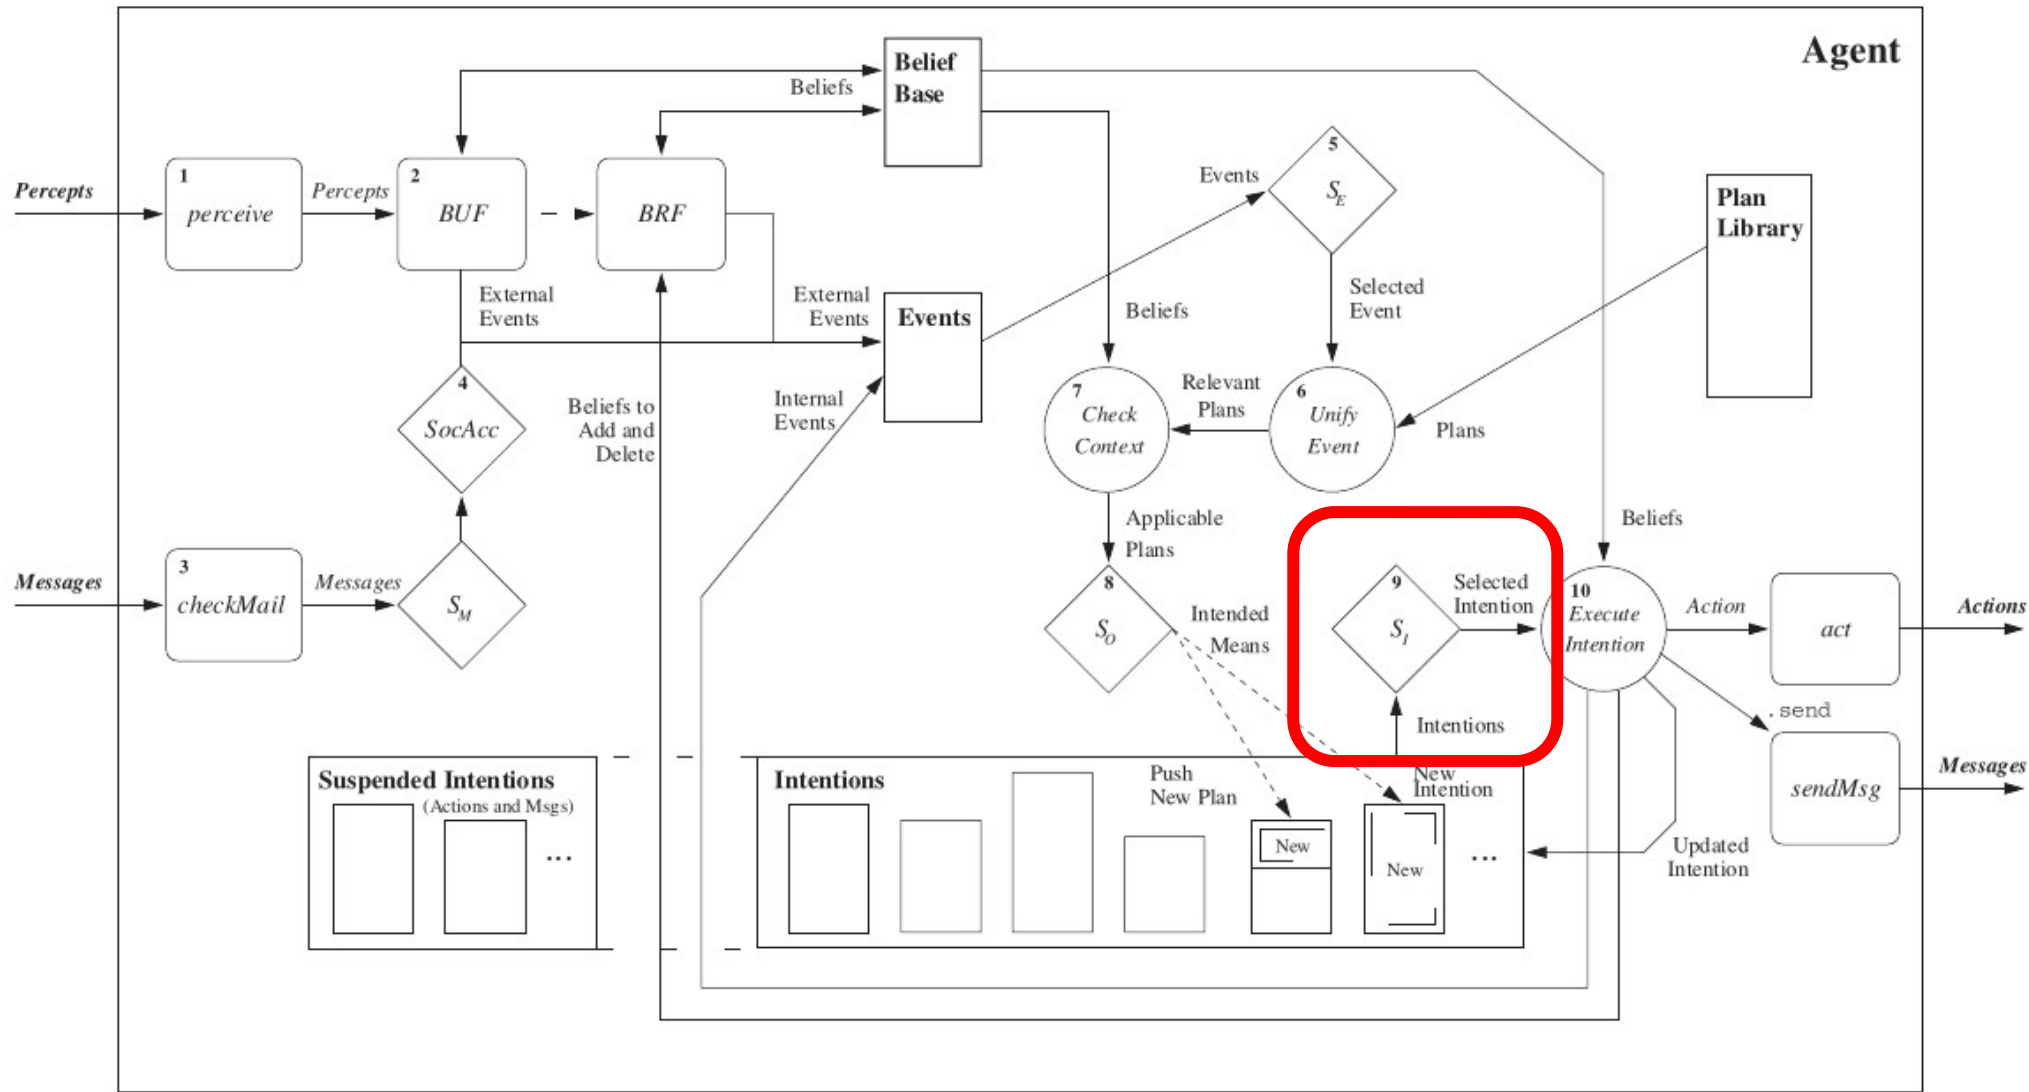 Agent
Belief
Base
Beliefs
5
Events
S_E
Percepts
1
perceive
Percepts
2
BUF
BRF
Plan
Library
External
Events
External
Events
Events
Beliefs
Selected
Event
4
SocAcc
Beliefs to
Add and
Delete
Internal
Events
7
Check
Context
Relevant
Plans
6
Unify
Event
Plans
Applicable
Plans
Beliefs
Messages
3
checkMail
Messages
S_M
8
S_O
Intended
Means
9
S_I
Selected
Intention
10
Execute
Intention
Action
act
Actions
.send
Intentions
Suspended Intentions
(Actions and Msgs)
...
Intentions
Push
New Plan
New
Intention
New
New
...
Updated
Intention
sendMsg
Messages